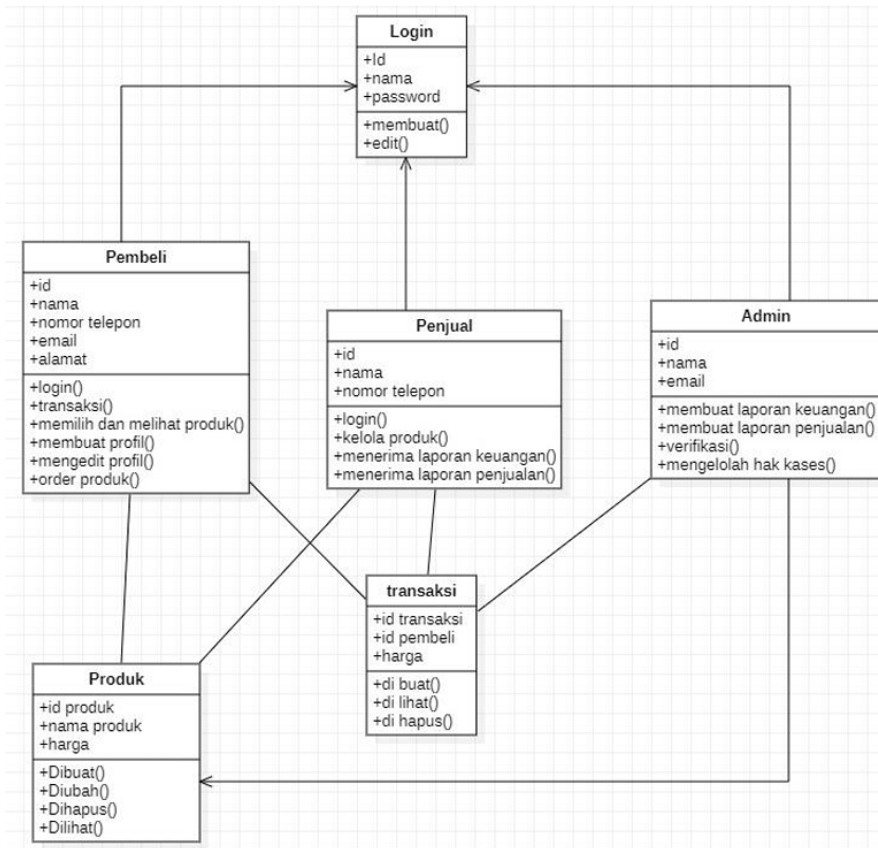 Login
+Id
+nama
+password
+membuat()
+edit()
Pembeli
+id
+nama
+nomor telepon
+email
+alamat
+login()
+transaksi()
+memilih dan melihat produk()
+membuat profil()
+mengedit profil()
+order produk()
Penjual
+id
+nama
+nomor telepon
+login()
+kelola produk()
+menerima laporan keuangan()
+menerima laporan penjualan()
Admin
+id
+nama
+email
+membuat laporan keuangan()
+membuat laporan penjualan()
+verifikasi()
+mengelolah hak kases()
transaksi
+id transaksi
+id pembeli
+harga
+di buat()
+di lihat()
+di hapus()
Produk
+id produk
+nama produk
+harga
+Dibuat()
+Diubah()
+Dihapus()
+Dilihat()